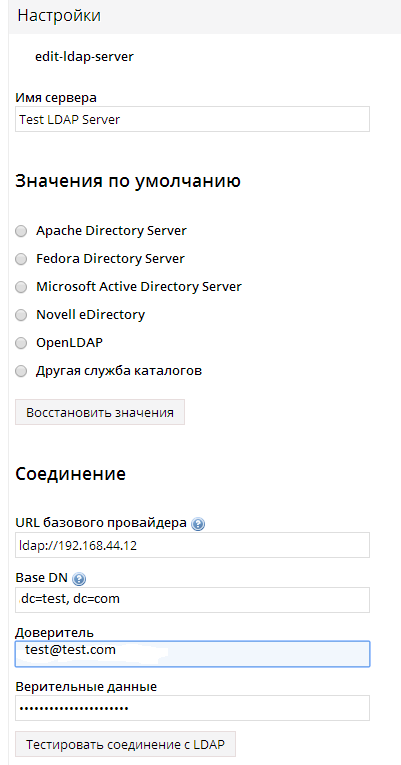 Настройки
edit-ldap-server
Имя сервера
Test LDAP Server
Значения по умолчанию
Apache Directory Server
Fedora Directory Server
Microsoft Active Directory Server
Novell eDirectory
OpenLDAP
Другая служба каталогов
Восстановить значения
Соединение
URL базового провайдера ?
ldap://192.168.44.12
Base DN ?
dc=test, dc=com
Доверитель
test@test.com
Верительные данные
••••••••••••••••••••••
Тестировать соединение с LDAP